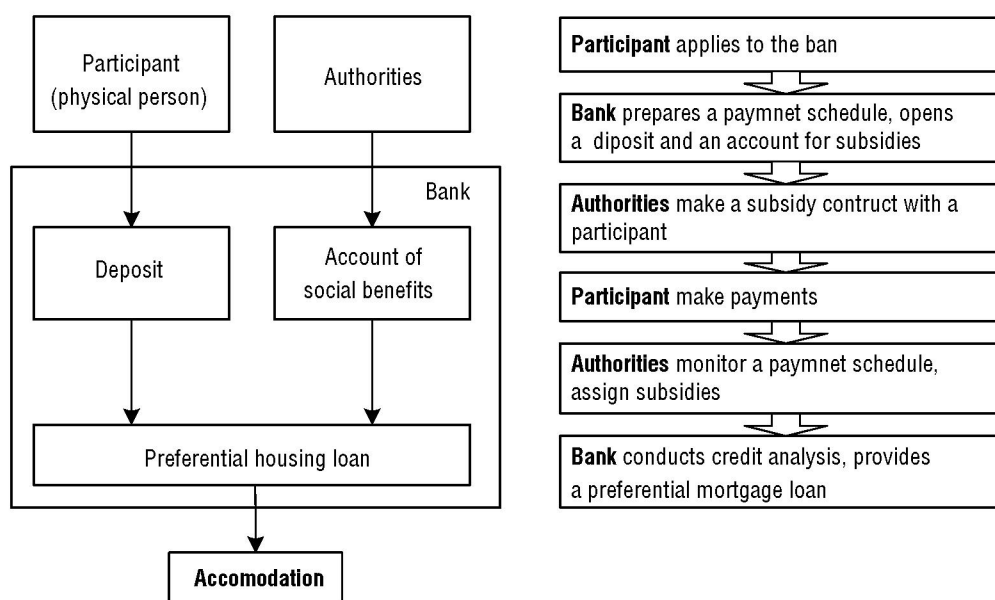 Participant
(physical person)
Authorities
Bank
Deposit
Account of
social benefits
Preferential housing loan
Accomodation
Participant applies to the ban
Bank prepares a paymnet schedule, opens
a diposit and an account for subsidies
Authorities make a subsidy contract with a
participant
Participant make payments
Authorities monitor a paymnet schedule,
assign subsidies
Bank conducts credit analysis, provides
a preferential mortgage loan